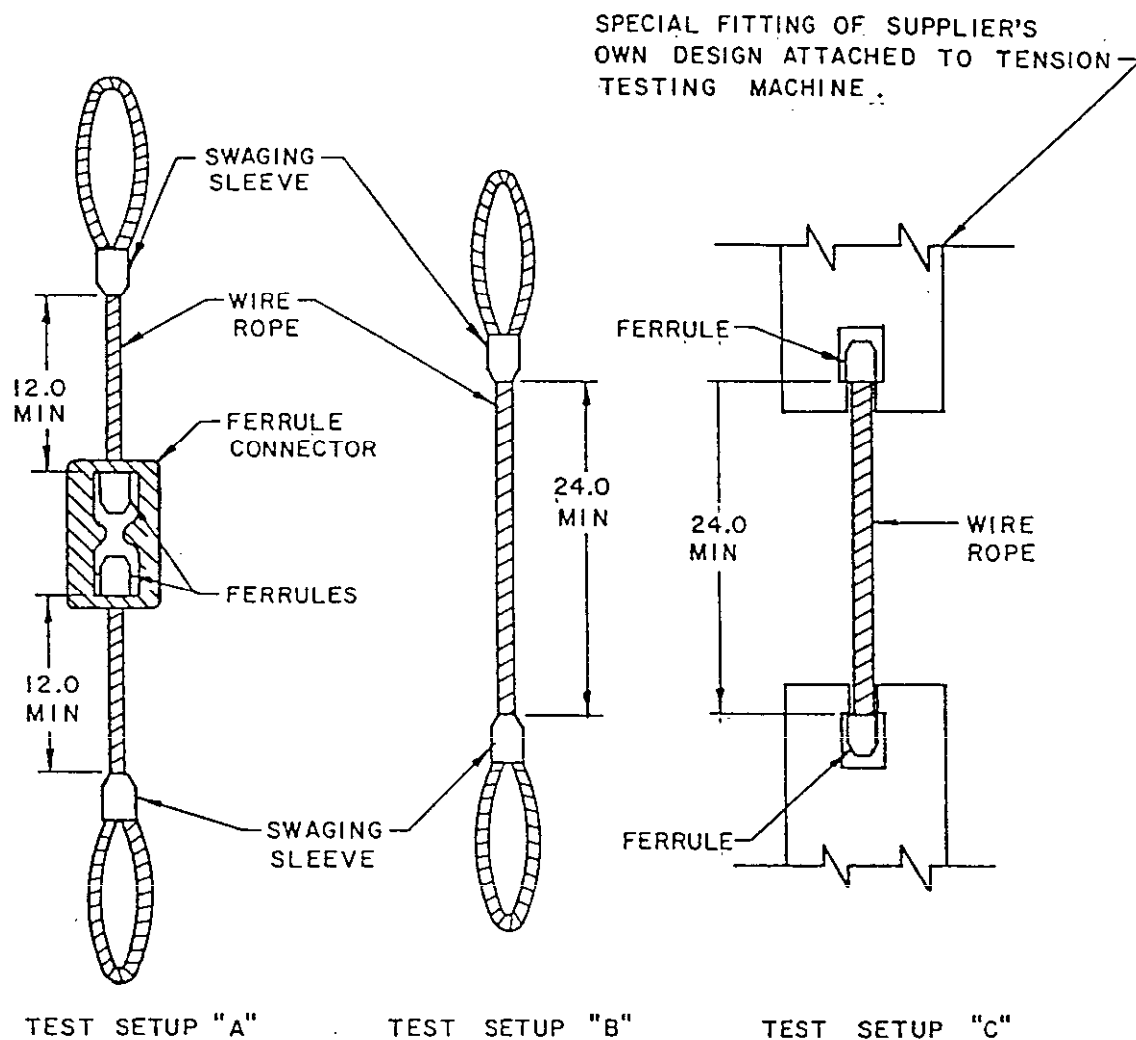 SPECIAL FITTING OF SUPPLIER'S
OWN DESIGN ATTACHED TO TENSION
TESTING MACHINE.
SWAGING
SLEEVE
WIRE
ROPE
FERRULE
12.0
MIN
FERRULE
CONNECTOR
24.0
MIN
24.0
MIN
WIRE
ROPE
FERRULES
12.0
MIN
SWAGING
SLEEVE
FERRULE
TEST SETUP "A"
TEST SETUP "B"
TEST SETUP "C"